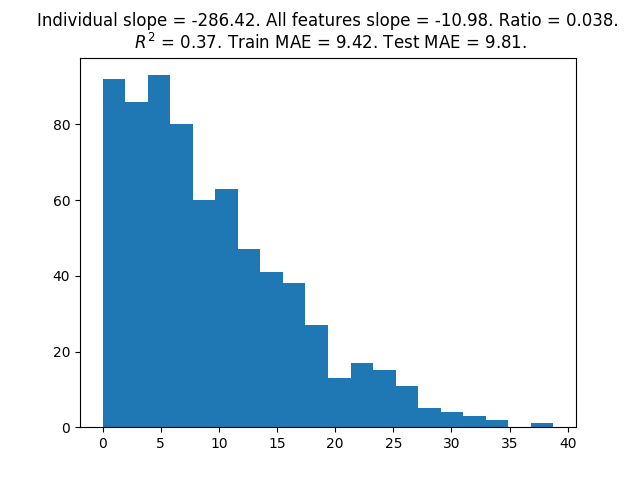 Individual slope = -286.42. All features slope = -10.98. Ratio = 0.038.
R² = 0.37. Train MAE = 9.42. Test MAE = 9.81.
80
60
40
20
0
0 5 10 15 20 25 30 35 40